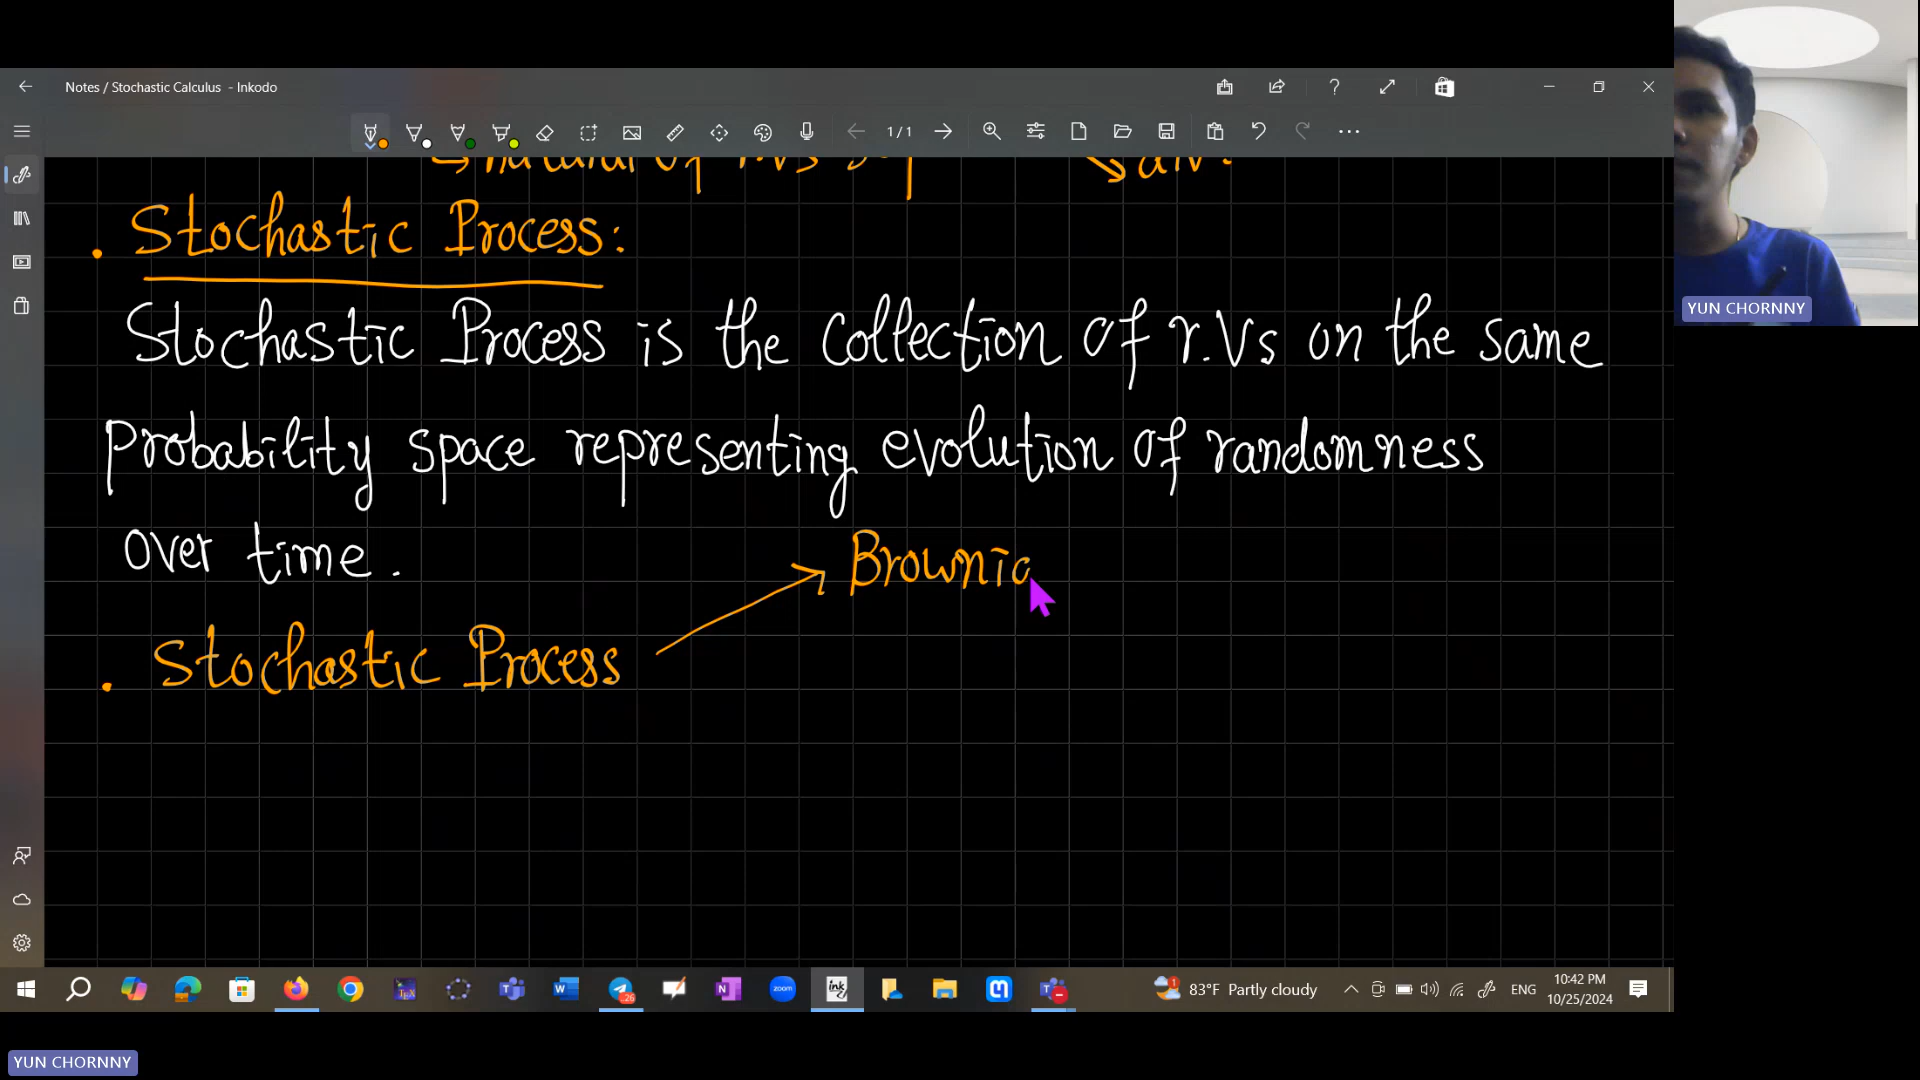 Notes / Stochastic Calculus - Inkodo
1 / 1
. Stochastic Process:
Stochastic Process is the Collection of r.Vs on the same
probability space representing evolution of randomness
over time.
Brownia
. Stochastic Process
YUN CHORNNY
83°F Partly cloudy
ENG
10:42 PM
10/25/2024
YUN CHORNNY